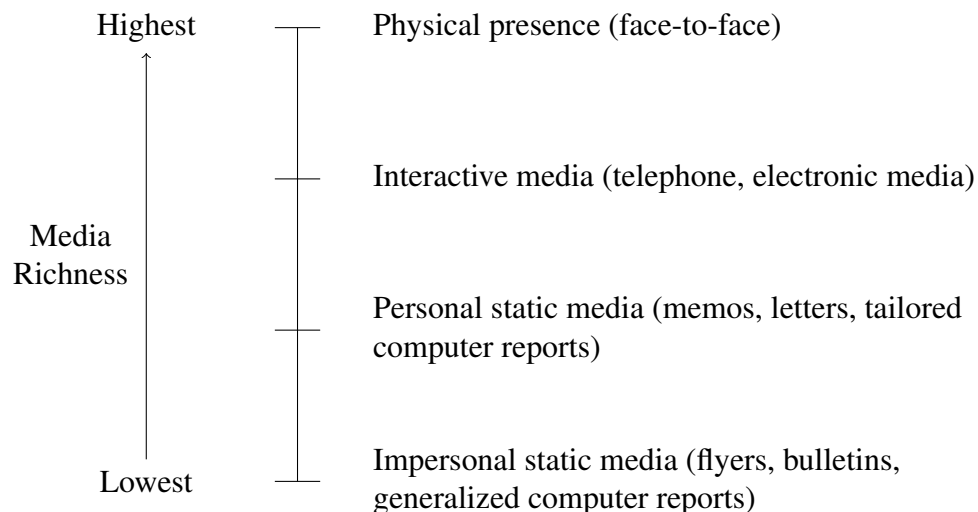 Highest
Physical presence (face-to-face)
Interactive media (telephone, electronic media)
Media
Richness
Personal static media (memos, letters, tailored
computer reports)
Lowest
Impersonal static media (flyers, bulletins,
generalized computer reports)